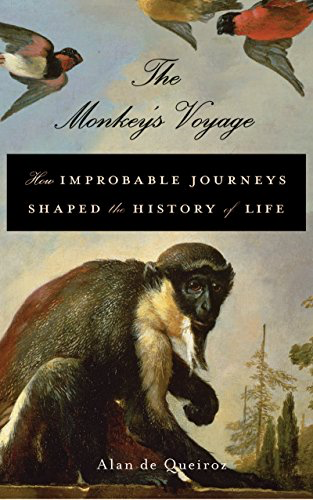 The
Monkey's Voyage
How IMPROBABLE JOURNEYS
SHAPED the HISTORY of LIFE
Alan de Queiroz